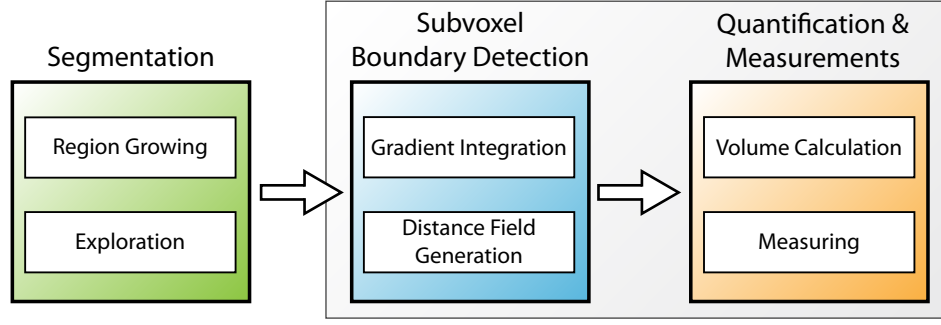 Segmentation
Region Growing
Exploration
Subvoxel
Boundary Detection
Gradient Integration
Distance Field
Generation
Quantification &
Measurements
Volume Calculation
Measuring